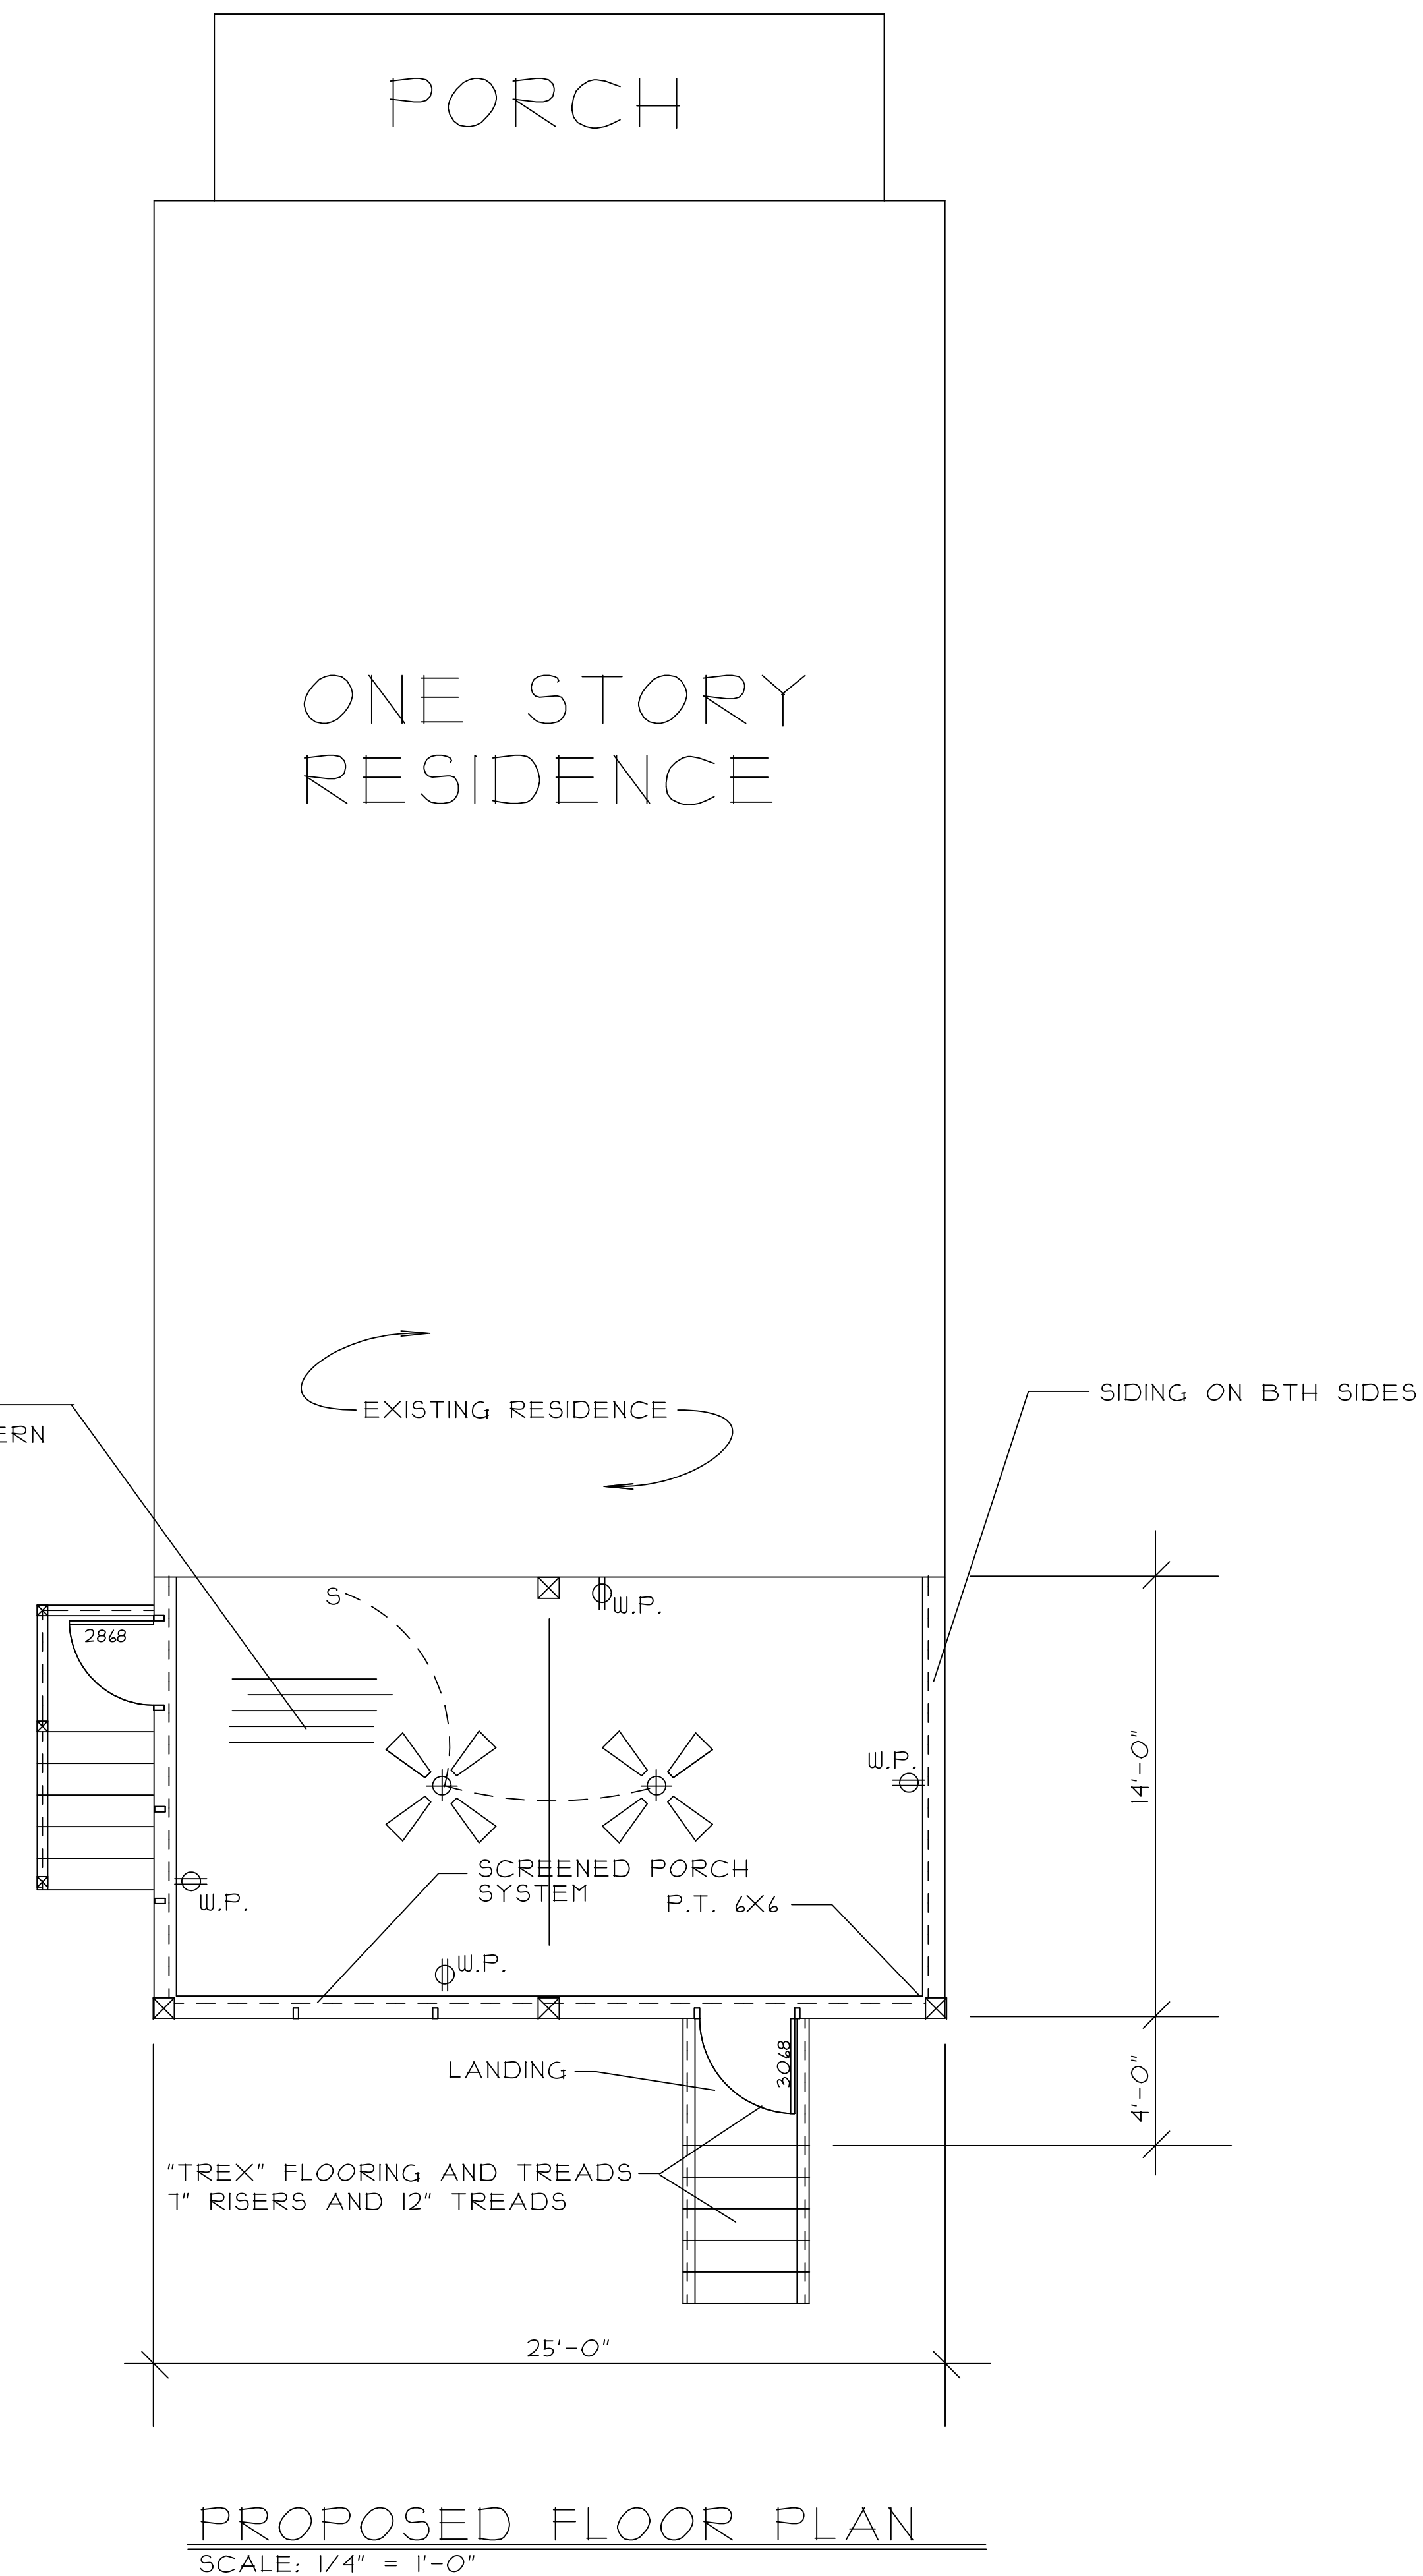 PORCH
ONE STORY
RESIDENCE
SIDING ON BTH SIDES
EXISTING RESIDENCE
ERN
S
W.P.
2868
14'-0"
W.P.
SCREENED PORCH
SYSTEM
P.T. 6X6
W.P.
W.P.
LANDING
3068
4'-0"
"TREX" FLOORING AND TREADS
7" RISERS AND 12" TREADS
25'-0"
PROPOSED FLOOR PLAN
SCALE: 1/4" = 1'-0"